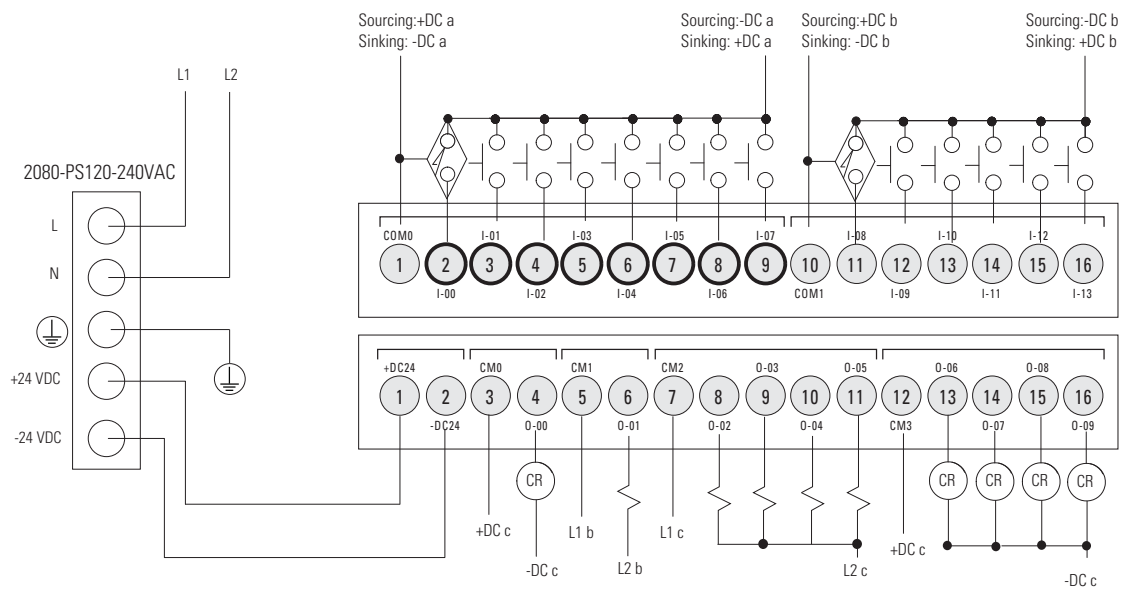 Sourcing:+DC a
Sinking: -DC a
Sourcing:-DC a
Sinking: +DC a
Sourcing:+DC b
Sinking: -DC b
Sourcing:-DC b
Sinking: +DC b
L1 L2
2080-PS120-240VAC
L
N
+24 VDC
-24 VDC
COM0 I-01 I-03 I-05 I-07 I-08 I-10 I-12
1 2 3 4 5 6 7 8 9 10 11 12 13 14 15 16
I-00 I-02 I-04 I-06 COM1 I-09 I-11 I-13
+DC24 CM0 CM1 CM2 O-03 O-05 O-06 O-08
1 2 3 4 5 6 7 8 9 10 11 12 13 14 15 16
-DC24 O-00 O-01 O-02 O-04 CM3 O-07 O-09
CR CR CR CR CR
+DC c L1 b L1 c +DC c
-DC c L2 b L2 c -DC c